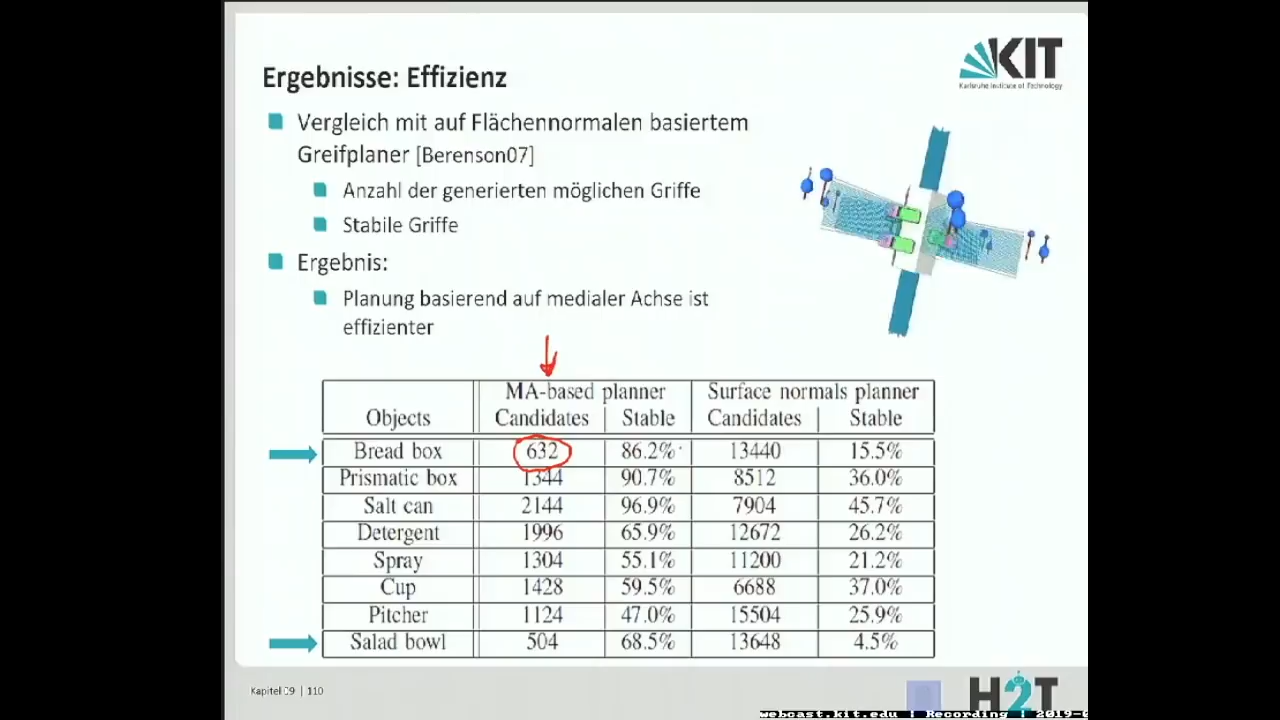 KIT
Karlsruhe Institute of Technology
Ergebnisse: Effizienz
Vergleich mit auf Flächennormalen basiertem
Greifplaner [Berenson07]
Anzahl der generierten möglichen Griffe
Stabile Griffe
Ergebnis:
Planung basierend auf medialer Achse ist
effizienter
MA-based planner Surface normals planner
Objects Candidates Stable Candidates Stable
Bread box 632 86.2% 13440 15.5%
Prismatic box 1344 90.7% 8512 36.0%
Salt can 2144 96.9% 7904 45.7%
Detergent 1996 65.9% 12672 26.2%
Spray 1304 55.1% 11200 21.2%
Cup 1428 59.5% 6688 37.0%
Pitcher 1124 47.0% 15504 25.9%
Salad bowl 504 68.5% 13648 4.5%
Kapitel 09 | 110
H2T
webcast.kit.edu | Recording | 2019-